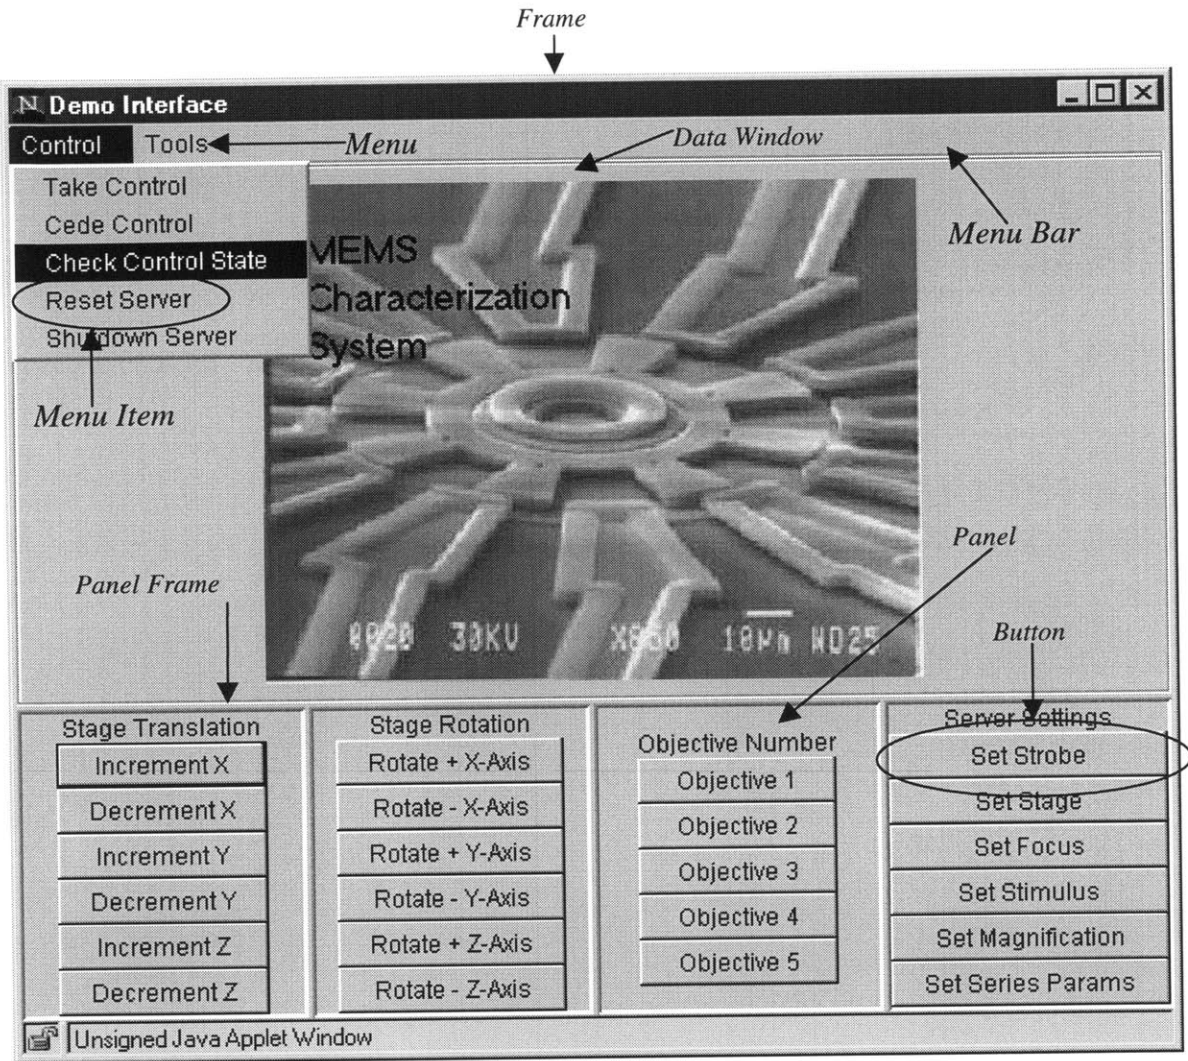 Frame
N Demo Interface
Control Tools Menu Data Window
Take Control
Cede Control
Menu Bar
Check Control State
Reset Server
Shutdown Server
Menu Item
MEMS
Characterization
System
Panel
Panel Frame
30KV X850 10µm WD25
Button
Stage Translation
Increment X
Decrement X
Increment Y
Decrement Y
Increment Z
Decrement Z
Stage Rotation
Rotate + X-Axis
Rotate - X-Axis
Rotate + Y-Axis
Rotate - Y-Axis
Rotate + Z-Axis
Rotate - Z-Axis
Objective Number
Objective 1
Objective 2
Objective 3
Objective 4
Objective 5
Server Settings
Set Strobe
Set Stage
Set Focus
Set Stimulus
Set Magnification
Set Series Params
Unsigned Java Applet Window